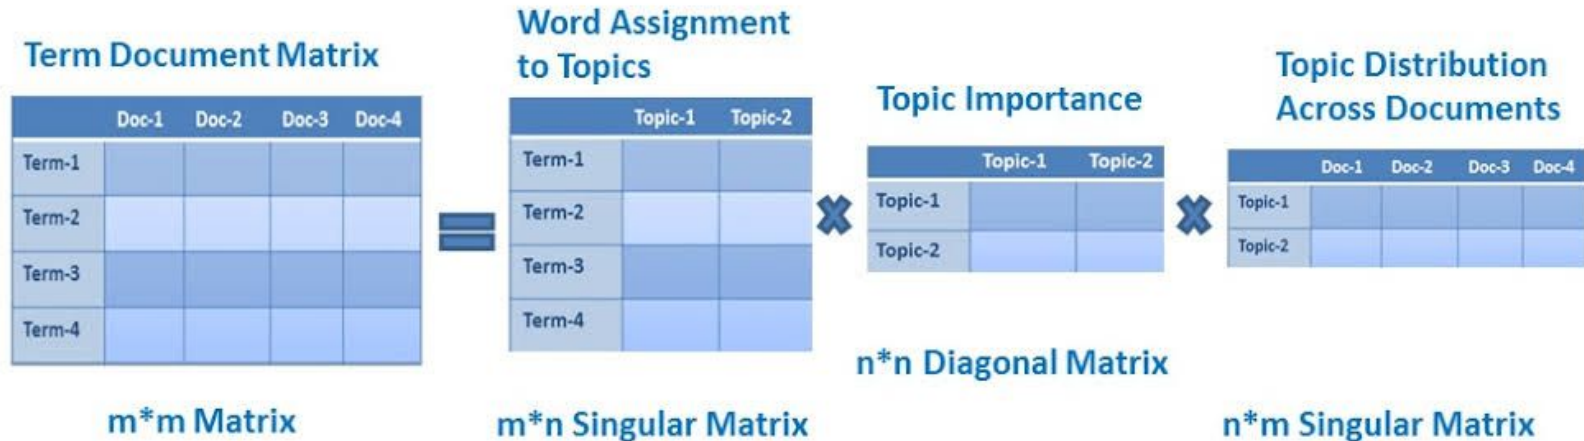 Term Document Matrix
Doc-1 Doc-2 Doc-3 Doc-4
Term-1
Term-2
Term-3
Term-4
m*m Matrix
Word Assignment
to Topics
Topic-1 Topic-2
Term-1
Term-2
Term-3
Term-4
m*n Singular Matrix
Topic Importance
Topic-1 Topic-2
Topic-1
Topic-2
n*n Diagonal Matrix
Topic Distribution
Across Documents
Doc-1 Doc-2 Doc-3 Doc-4
Topic-1
Topic-2
n*m Singular Matrix